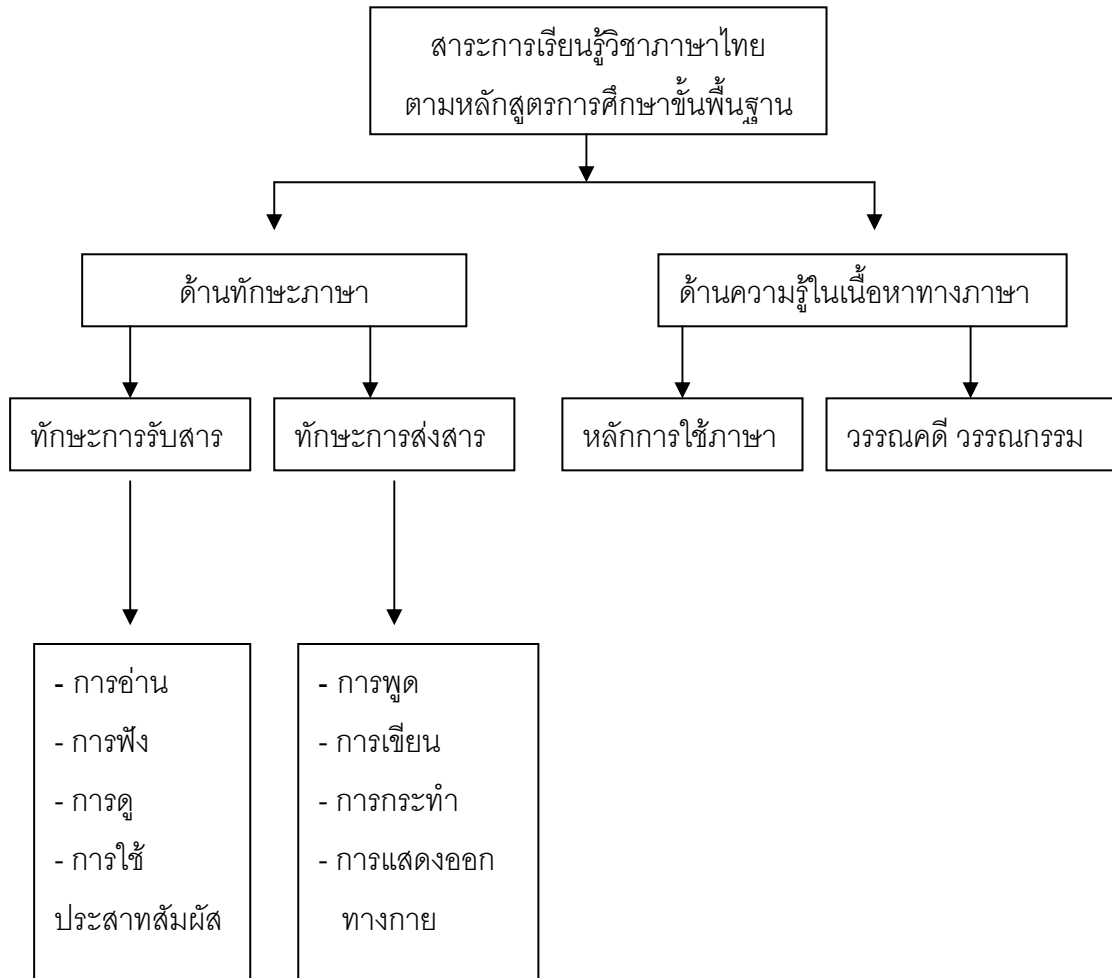 สาระการเรียนรู้วิชาภาษาไทย
ตามหลักสูตรการศึกษาขั้นพื้นฐาน
ด้านทักษะภาษา
ด้านความรู้ในเนื้อหาทางภาษา
ทักษะการรับสาร
ทักษะการส่งสาร
หลักการใช้ภาษา
วรรณคดี วรรณกรรม
- การอ่าน
- การฟัง
- การดู
- การใช้
ประสาทสัมผัส
- การพูด
- การเขียน
- การกระทำ
- การแสดงออก
ทางกาย